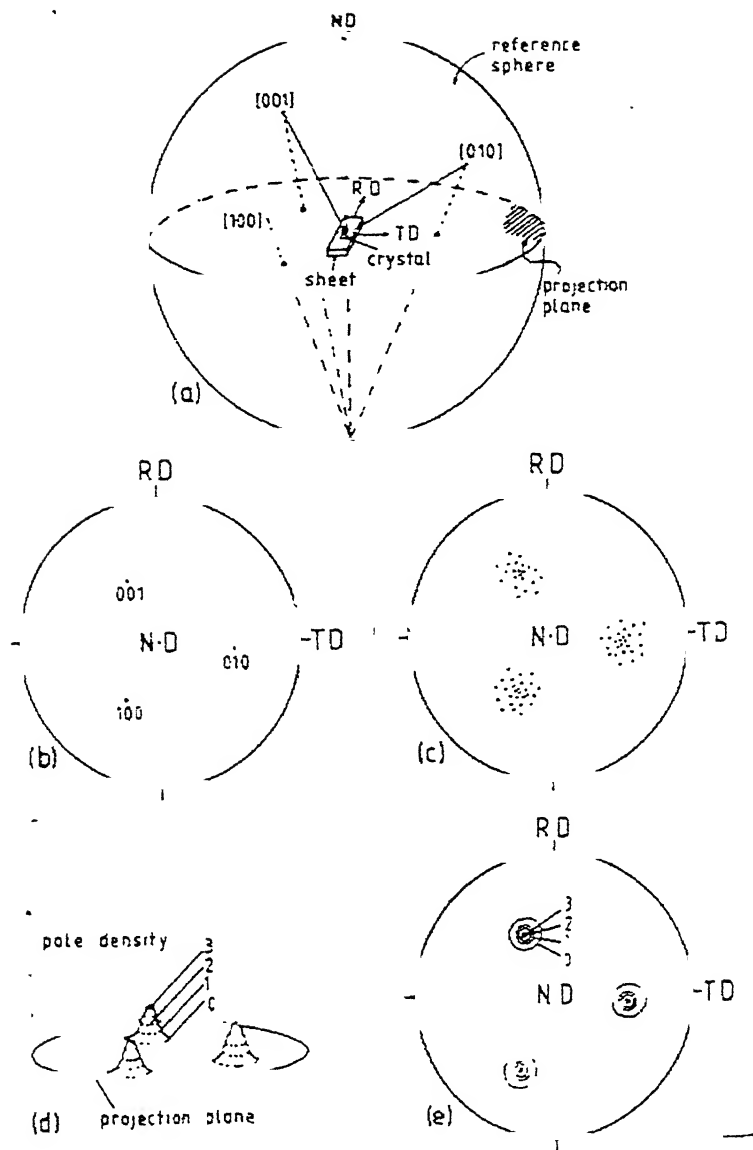 ND
reference
sphere
[001]
[010]
RD
[100]
TD
crystal
sheet
projection
plane
(a)
RD
001
N·D
-TD
010
100
(b)
RD
N·D
-TD
(c)
pole density
3
2
1
0
projection plane
(d)
RD
3
2
1
0
ND
-TD
(e)